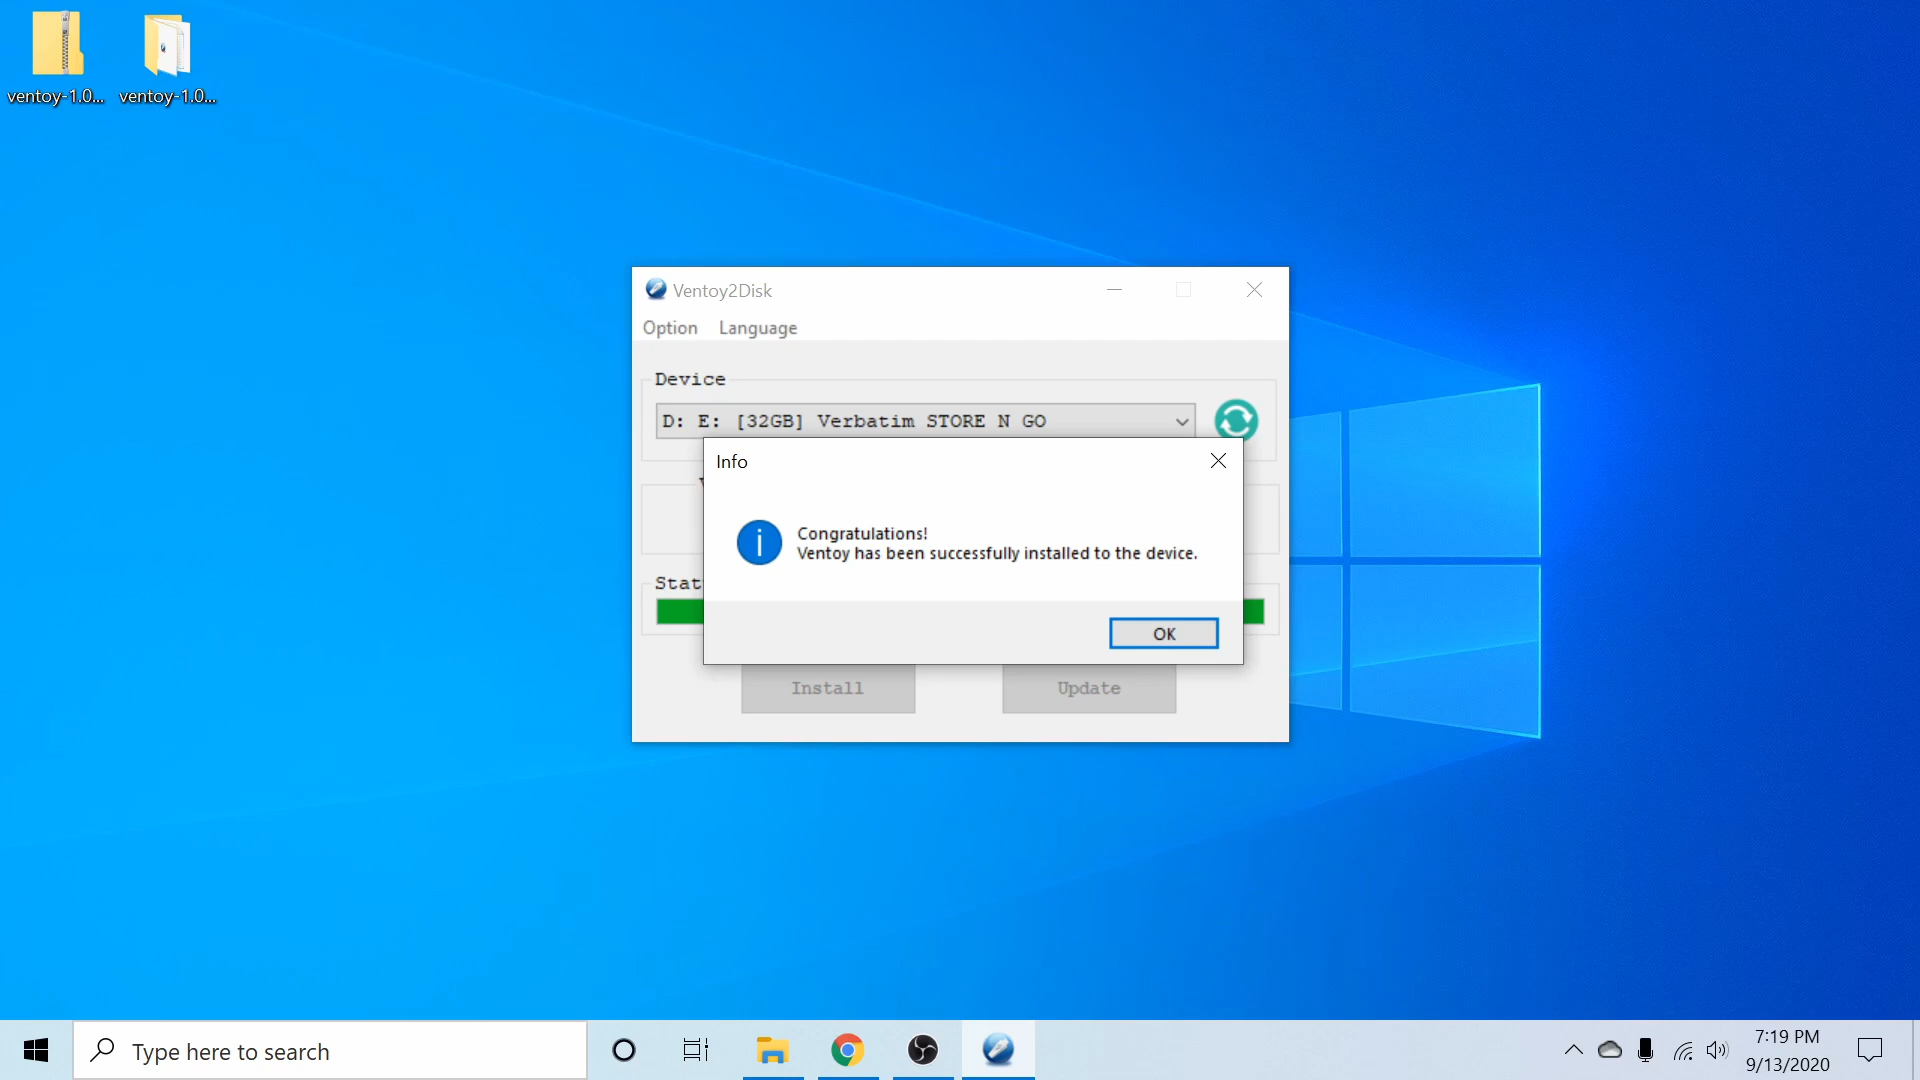 ventoy-1.0...
ventoy-1.0...
Ventoy2Disk
Option Language
Device
D: E: [32GB] Verbatim STORE N GO
Info
Congratulations!
Ventoy has been successfully installed to the device.
Stat
OK
Install
Update
Type here to search
7:19 PM
9/13/2020